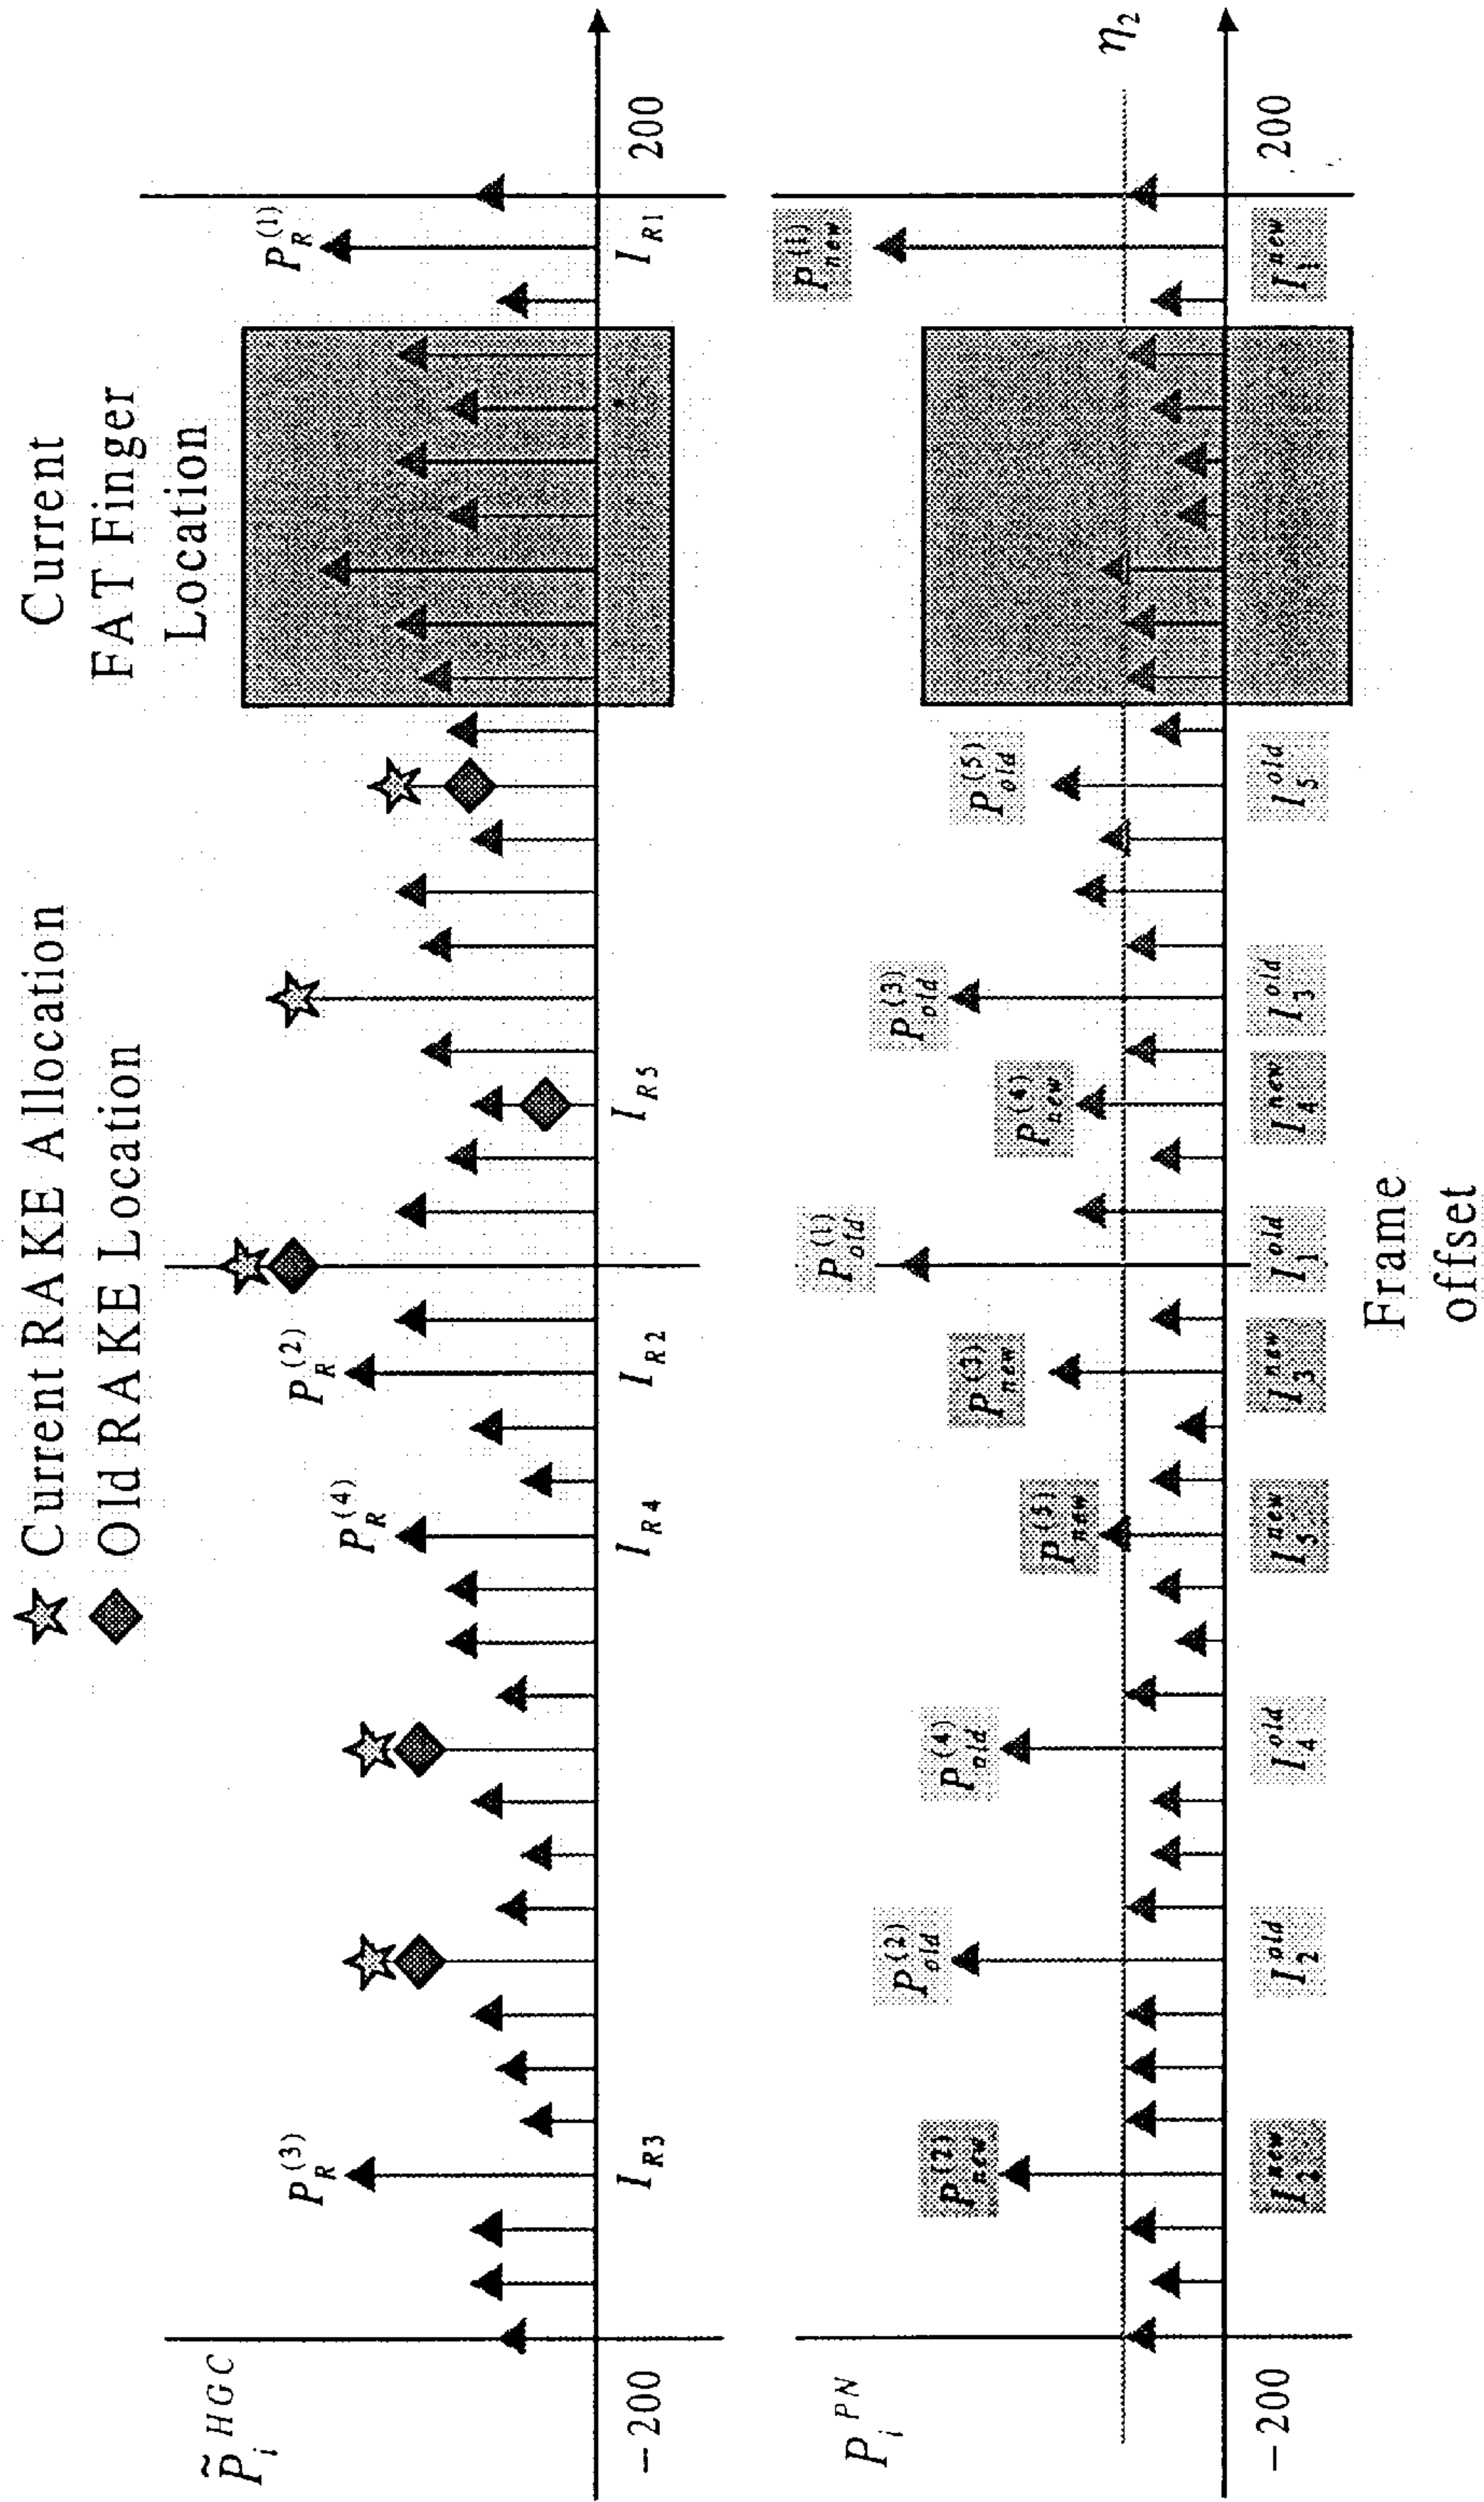 ☆ Current RAKE Allocation
◆ Old RAKE Location
Current
FAT Finger
Location
P̃_i^HGC
P_R^(3)
P_R^(4)
P_R^(2)
P_R^(1)
-200
I_R3
I_R4
I_R2
I_R5
I_R1
200
P_i^PN
P_new^(2)
P_old^(2)
P_old^(4)
P_new^(5)
P_new^(3)
P_old^(1)
P_new^(4)
P_old^(3)
P_old^(5)
P_new^(1)
η_2
-200
I_2^new
I_2^old
I_4^old
I_5^new
I_3^new
I_1^old
I_4^new
I_3^old
I_5^old
I_1^new
200
Frame
offset